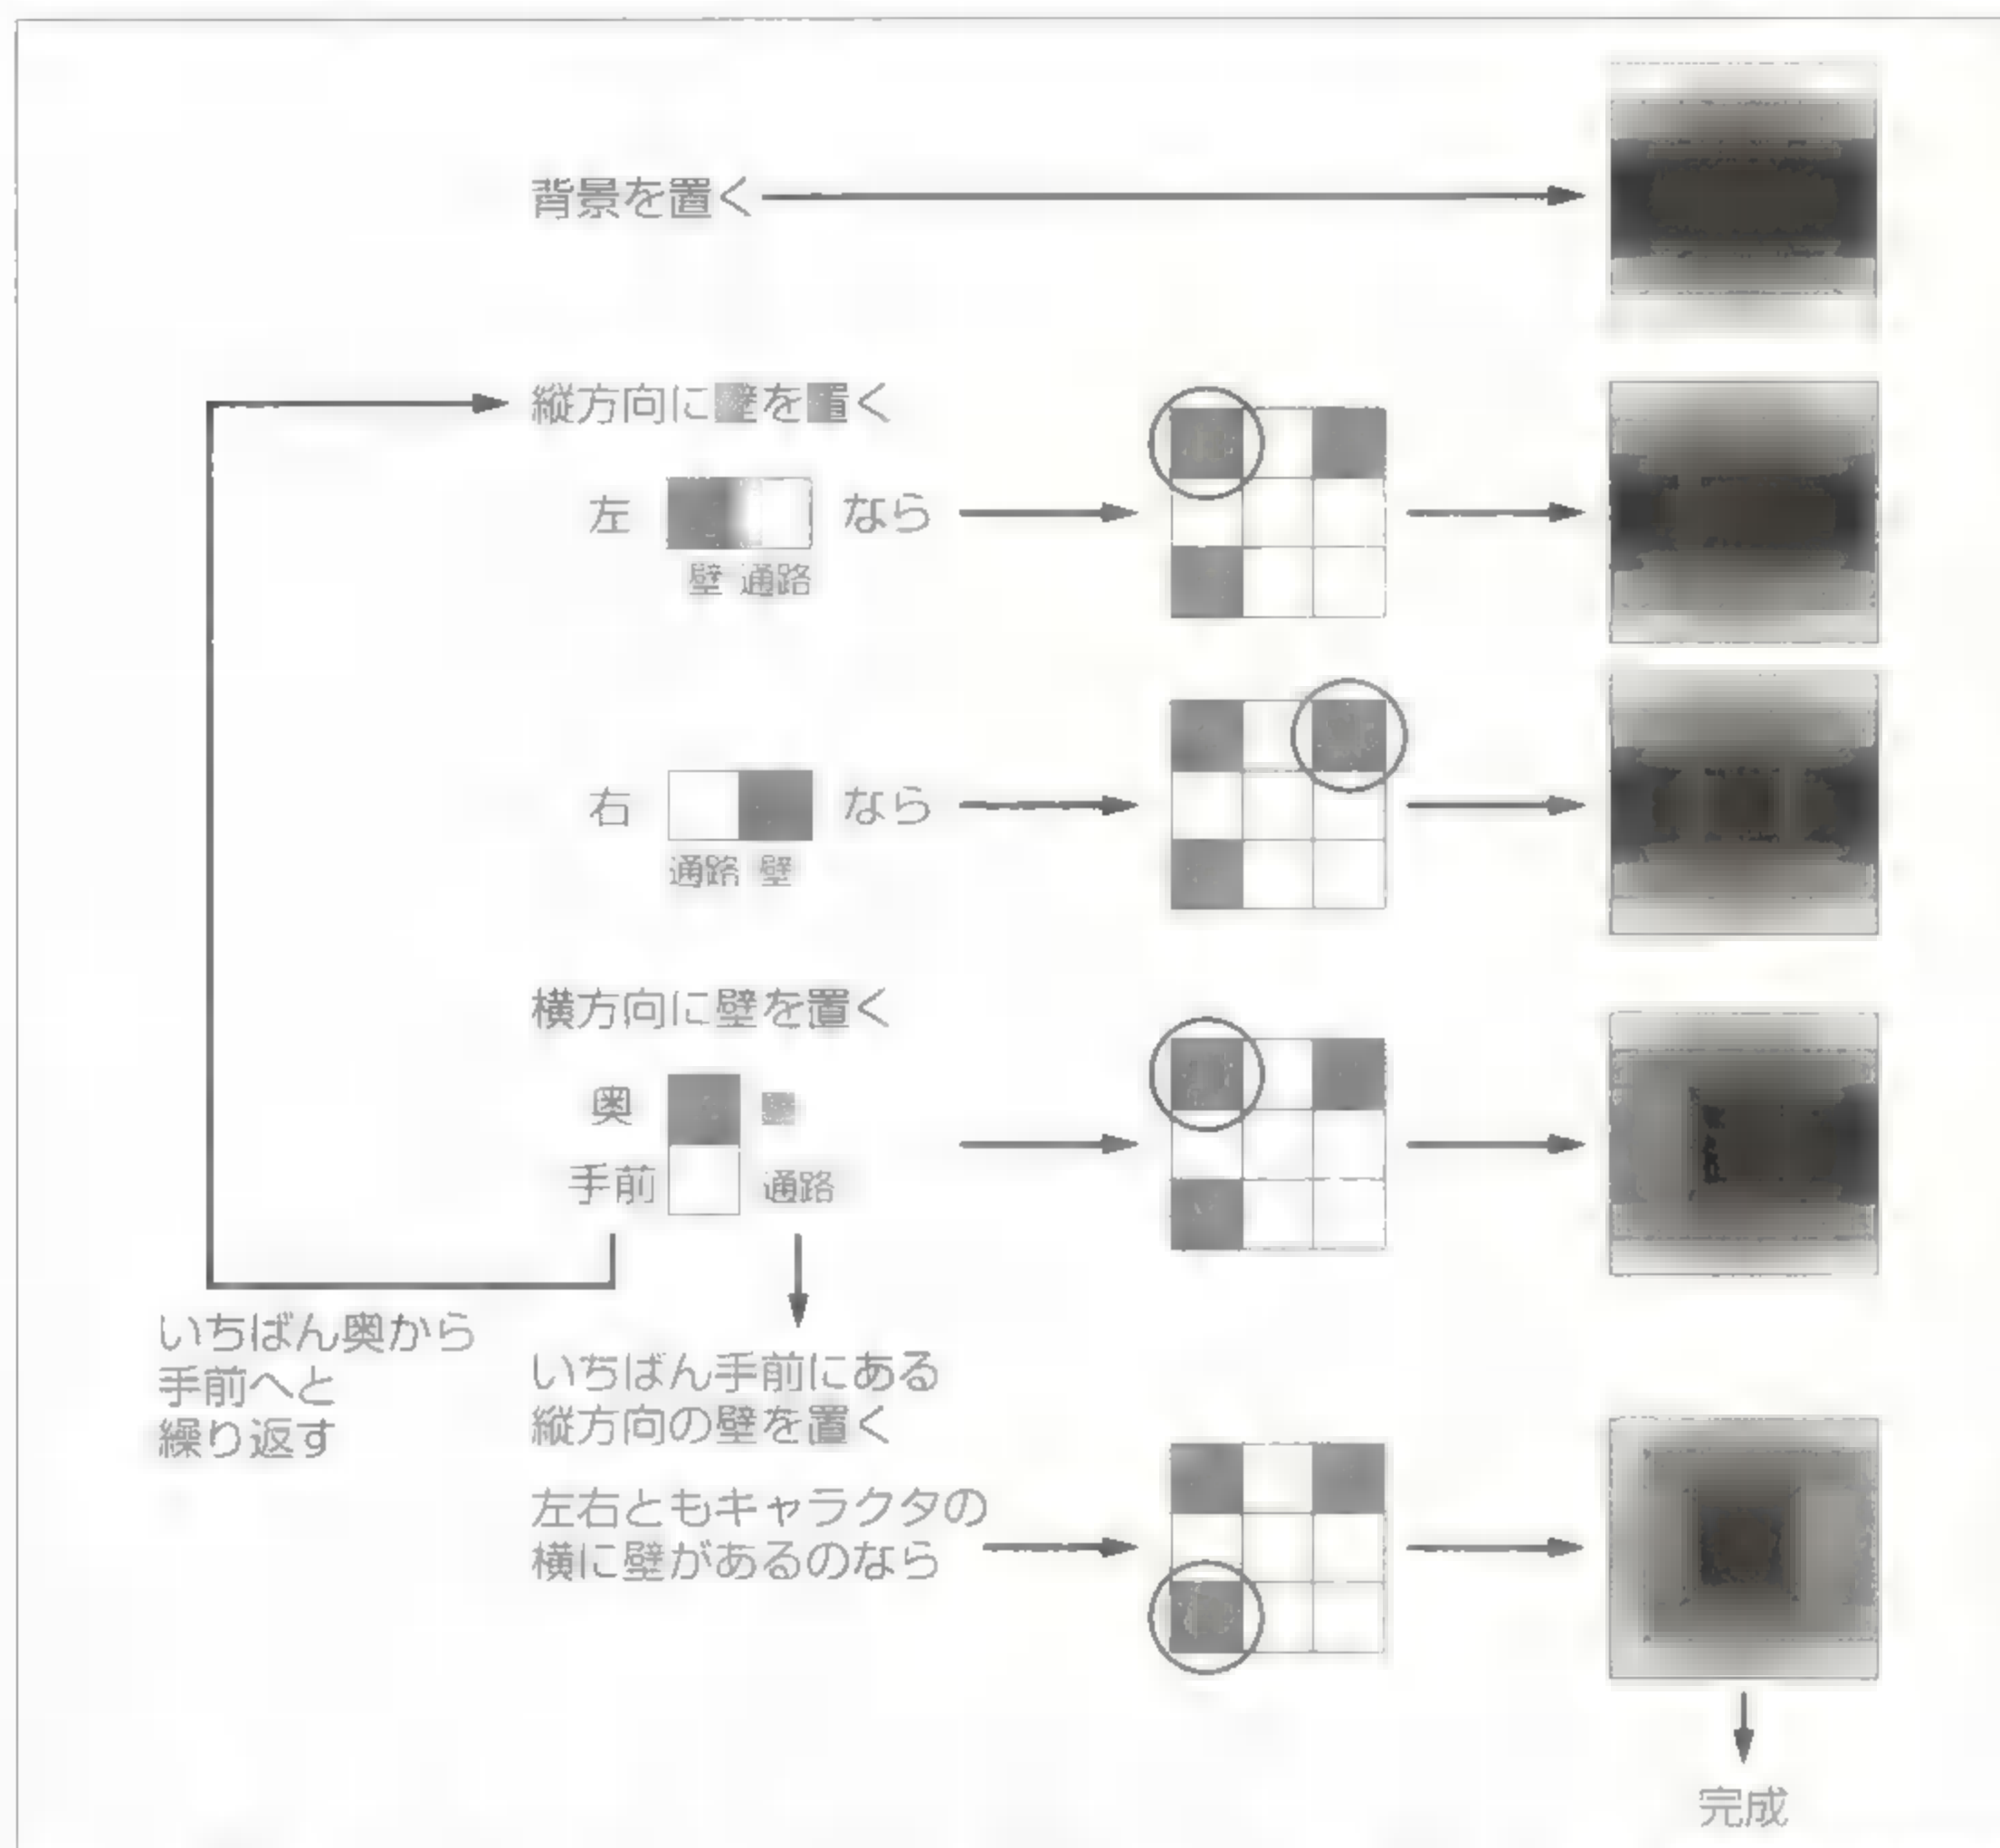 背景を置く
縦方向に壁を置く
左 なら
壁 通路
右 なら
通路 壁
横方向に壁を置く
奥
手前 通路
いちばん奥から
手前へと
繰り返す
いちばん手前にある
縦方向の壁を置く
左右ともキャラクタの
横に壁があるのなら
完成